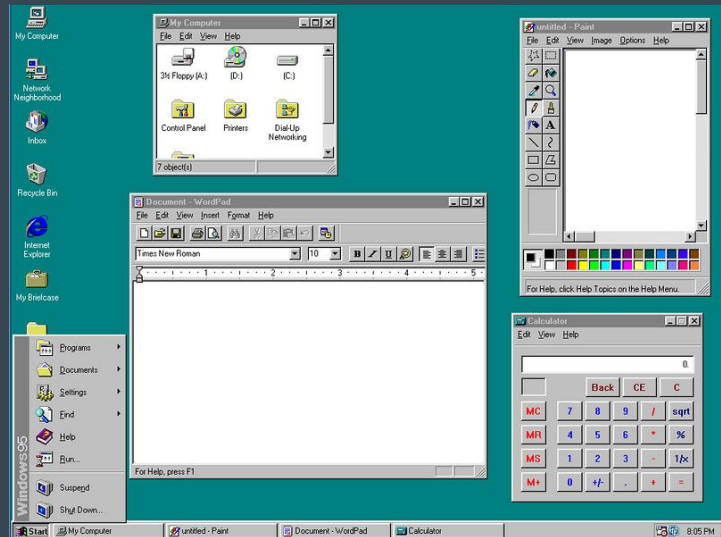 My Computer
Network
Neighborhood
Inbox
Recycle Bin
Internet
Explorer
My Briefcase
My Computer
File Edit View Help
3½ Floppy (A:) (D:) (C:)
Control Panel Printers Dial-Up
Networking
7 object(s)
untitled - Paint
File Edit View Image Options Help
A
For Help, click Help Topics on the Help Menu.
Document - WordPad
File Edit View Insert Format Help
Times New Roman 10 B I U
1 2 3 4 5
For Help, press F1
Calculator
Edit View Help
0.
Back CE C
MC 7 8 9 / sqrt
MR 4 5 6 * %
MS 1 2 3 - 1/x
M+ 0 +/- . + =
Windows95
Programs
Documents
Settings
Find
Help
Run...
Suspend
Shut Down...
Start My Computer untitled - Paint Document - WordPad Calculator 8:05 PM